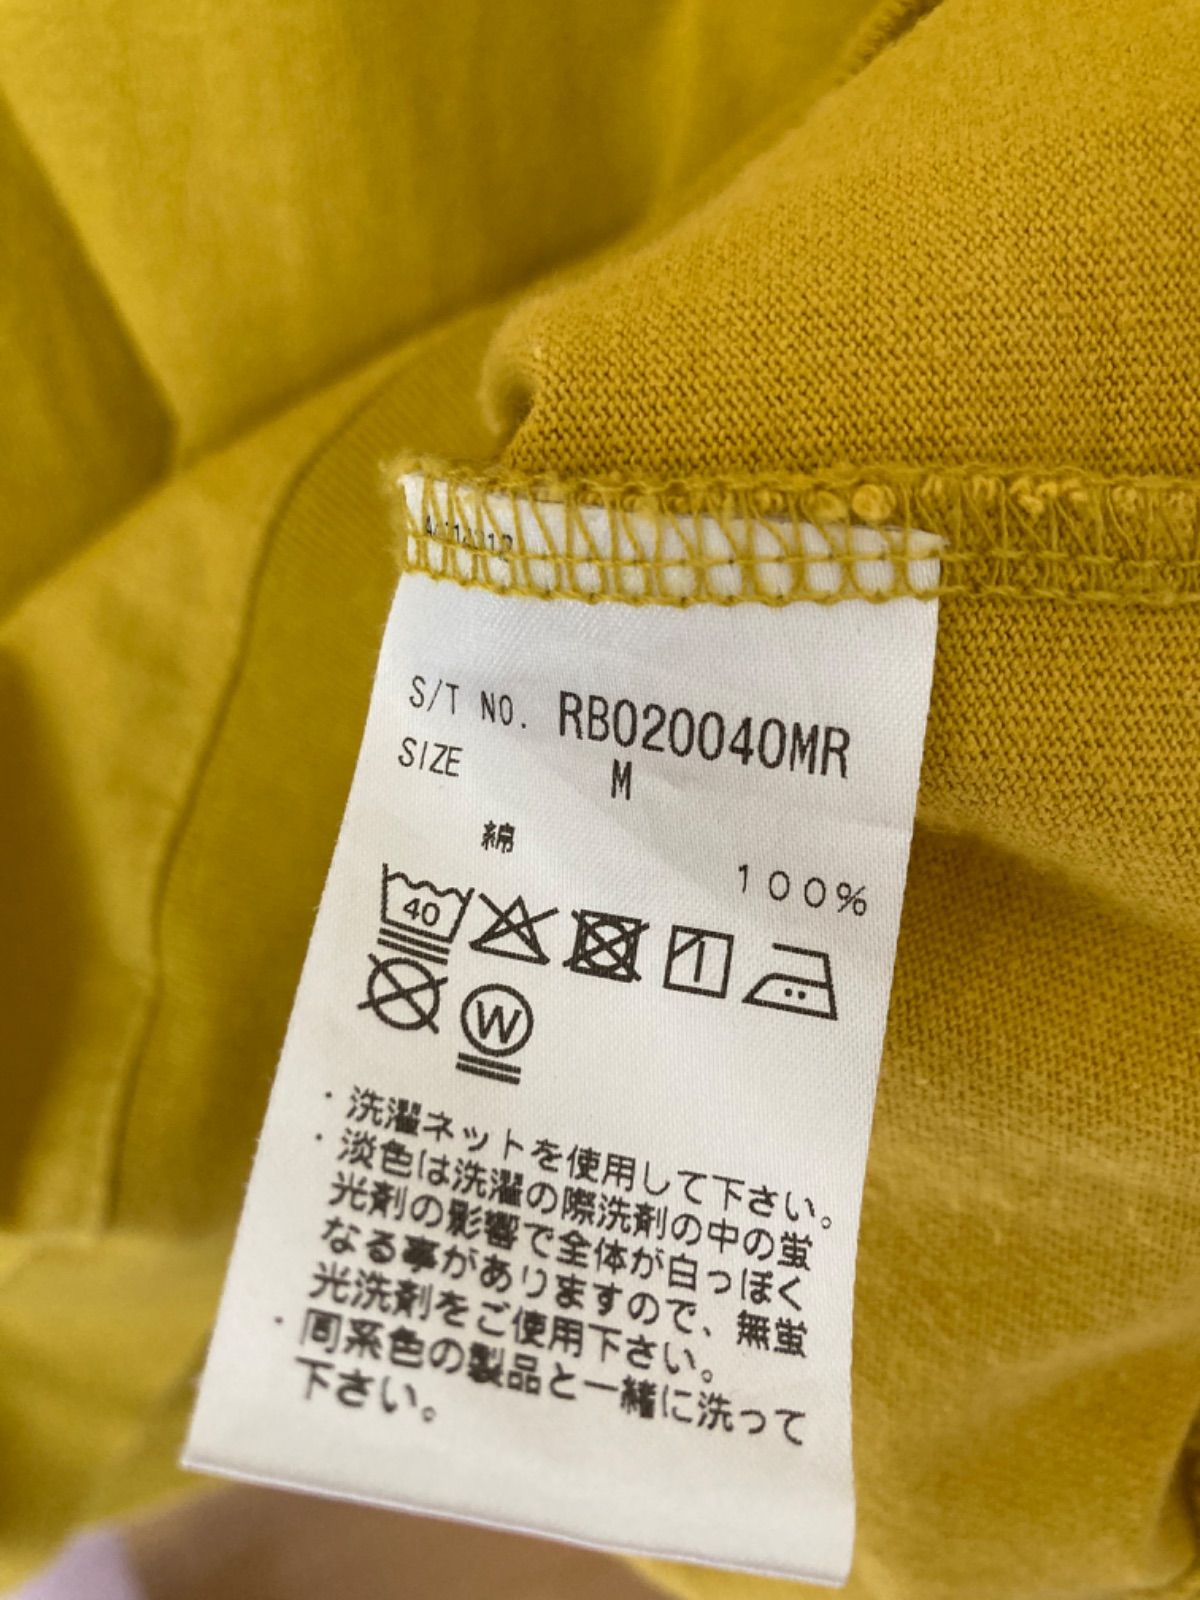 S/T NO. RB020040MR
SIZE M
綿 100%
40
W
・洗濯ネットを使用して下さい。
・淡色は洗濯の際洗剤の中の蛍
光剤の影響で全体が白っぽく
なる事がありますので、無蛍
光洗剤をご使用下さい。
・同系色の製品と一緒に洗って
下さい。